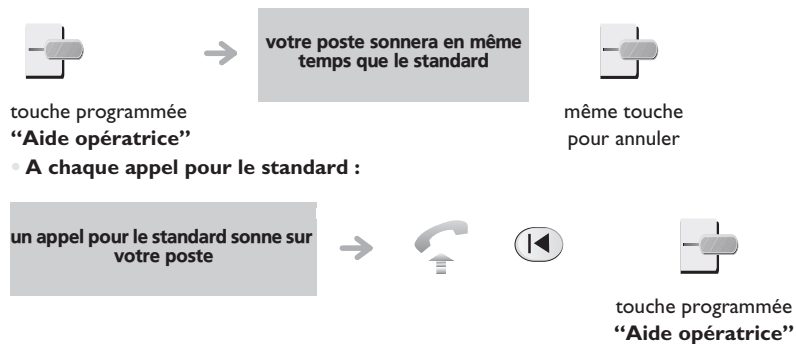 votre poste sonnera en même
temps que le standard
touche programmée
“Aide opératrice”
même touche
pour annuler
• A chaque appel pour le standard :
un appel pour le standard sonne sur
votre poste
touche programmée
“Aide opératrice”